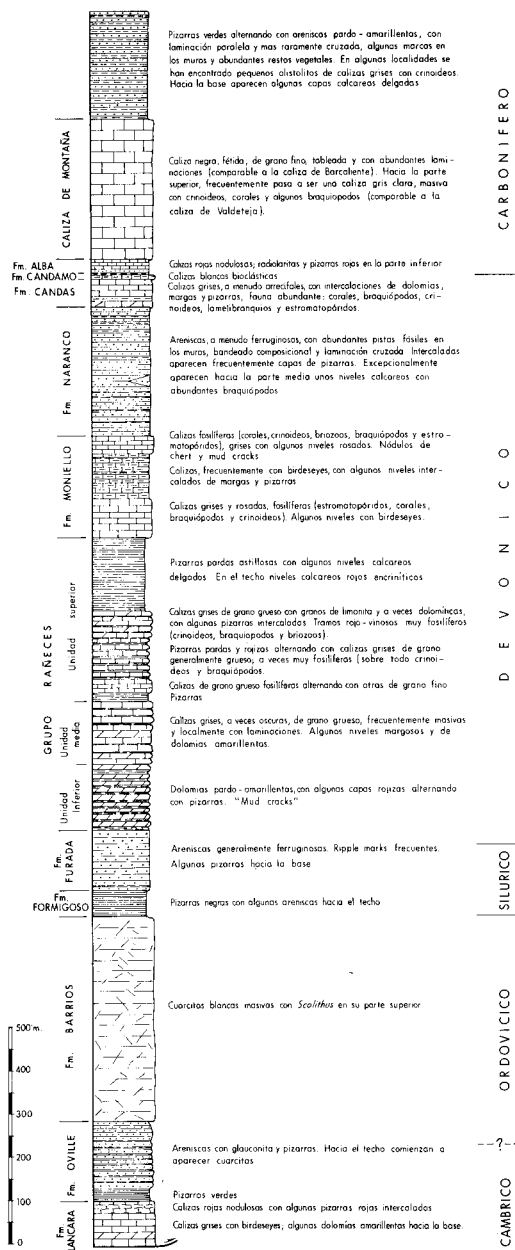 Pizarras verdes alternando con areniscas pardo - amarillentas, con
laminación paralela y mas raramente cruzada, algunas marcas en
los muros y abundantes restos vegetales. En algunas localidades se
han encontrado pequenos olistolitos de calizas grises con crinoideos.
Hacia la base aparecen algunas capas calcareas delgadas
CARBONIFERO
CALIZA DE MONTAÑA
Caliza negra, fétida, de grano fino, tableada y con abundantes lami-
naciones (comparable a la caliza de Barcaliente). Hacia la parte
superior, frecuentemente pasa a ser una caliza gris clara, masiva
con crinoideos, corales y algunos braquiopodos (comparable a la
caliza de Valdeteja).
Fm. ALBA
Calizas rojas nodulosas; radiolaritas y pizarras rojas en la parte inferior
Fm. CANDAMO
Calizas blancas bioclásticas
Fm. CANDAS
Calizas grises, a menudo arrecifales, con intercalaciones de dolomias,
margas y pizarras, fauna abundante: corales, braquiópodos, cri-
noideos, lamelibranquios y estromatopóridos.
Fm. NARANCO
Areniscas, a menudo ferruginosas, con abundantes pistas fósiles en
los muros, bandeado composicional y laminación cruzada Intercaladas
aparecen frecuentemente capas de pizarras. Excepcionalmente
aparecen hacia la parte media unos niveles calcareos con
abundantes braquiópodos
DEVONICO
Fm. MONIELLO
Calizas fosilíferas (corales, crinoideos, briozoos, braquiópodos y estro-
matopóridos), grises con algunos niveles rosados. Nódulos de
chert y mud cracks
Calizas, frecuentemente con birdeseyes, con algunos niveles inter-
calados de margas y pizarras
Calizas grises y rosadas, fosilíferas (estromatopóridos, corales,
braquiópodos y crinoideos). Algunos niveles con birdeseyes.
GRUPO RAÑECES
Unidad superior
Pizarras pardas astillosas con algunos niveles calcareos
delgados En el techo niveles calcareos rojos encriníticos
Calizas grises de grano grueso con granos de limonita y a veces dolomíticas,
con algunas pizarras intercaladas Tramos rojo-vinosos muy fosilíferos
(crinoideos, braquiopodos y briozoos).
Pizarras pardas y rojizas alternando con calizas grises de grano
generalmente grueso; a veces muy fosilíferas (sobre todo crinoi-
deos y braquiópodos.
Calizas de grano grueso fosilíferas alternando con otras de grano fino
Pizarras
Unidad media
Calizas grises, a veces oscuras, de grano grueso, frecuentemente masivas
y localmente con laminaciones. Algunos niveles margosos y de
dolomias amarillentas.
Unidad Inferior
Dolomias pardo-amarillentas, con algunas capas rojizas alternando
con pizarras. "Mud cracks"
Fm. FURADA
Areniscas generalmente ferruginosas. Ripple marks frecuentes.
Algunas pizarras hacia la base
SILURICO
Fm. FORMIGOSO
Pizarras negras con algunas areniscas hacia el techo
Fm. BARRIOS
Cuarcitas blancas masivas con Scolithus en su parte superior
ORDOVICICO
500 m.
400
300
200
100
0
Fm. OVILLE
Areniscas con glauconita y pizarras. Hacia el techo comienzan a
aparecer cuarcitas
--?--
Pizarras verdes
Fm. LANCARA
Calizas rojas nodulosas con algunas pizarras rojas intercaladas
Calizas grises con birdeseyes; algunas dolomías amarillentas hacia la base.
CAMBRICO